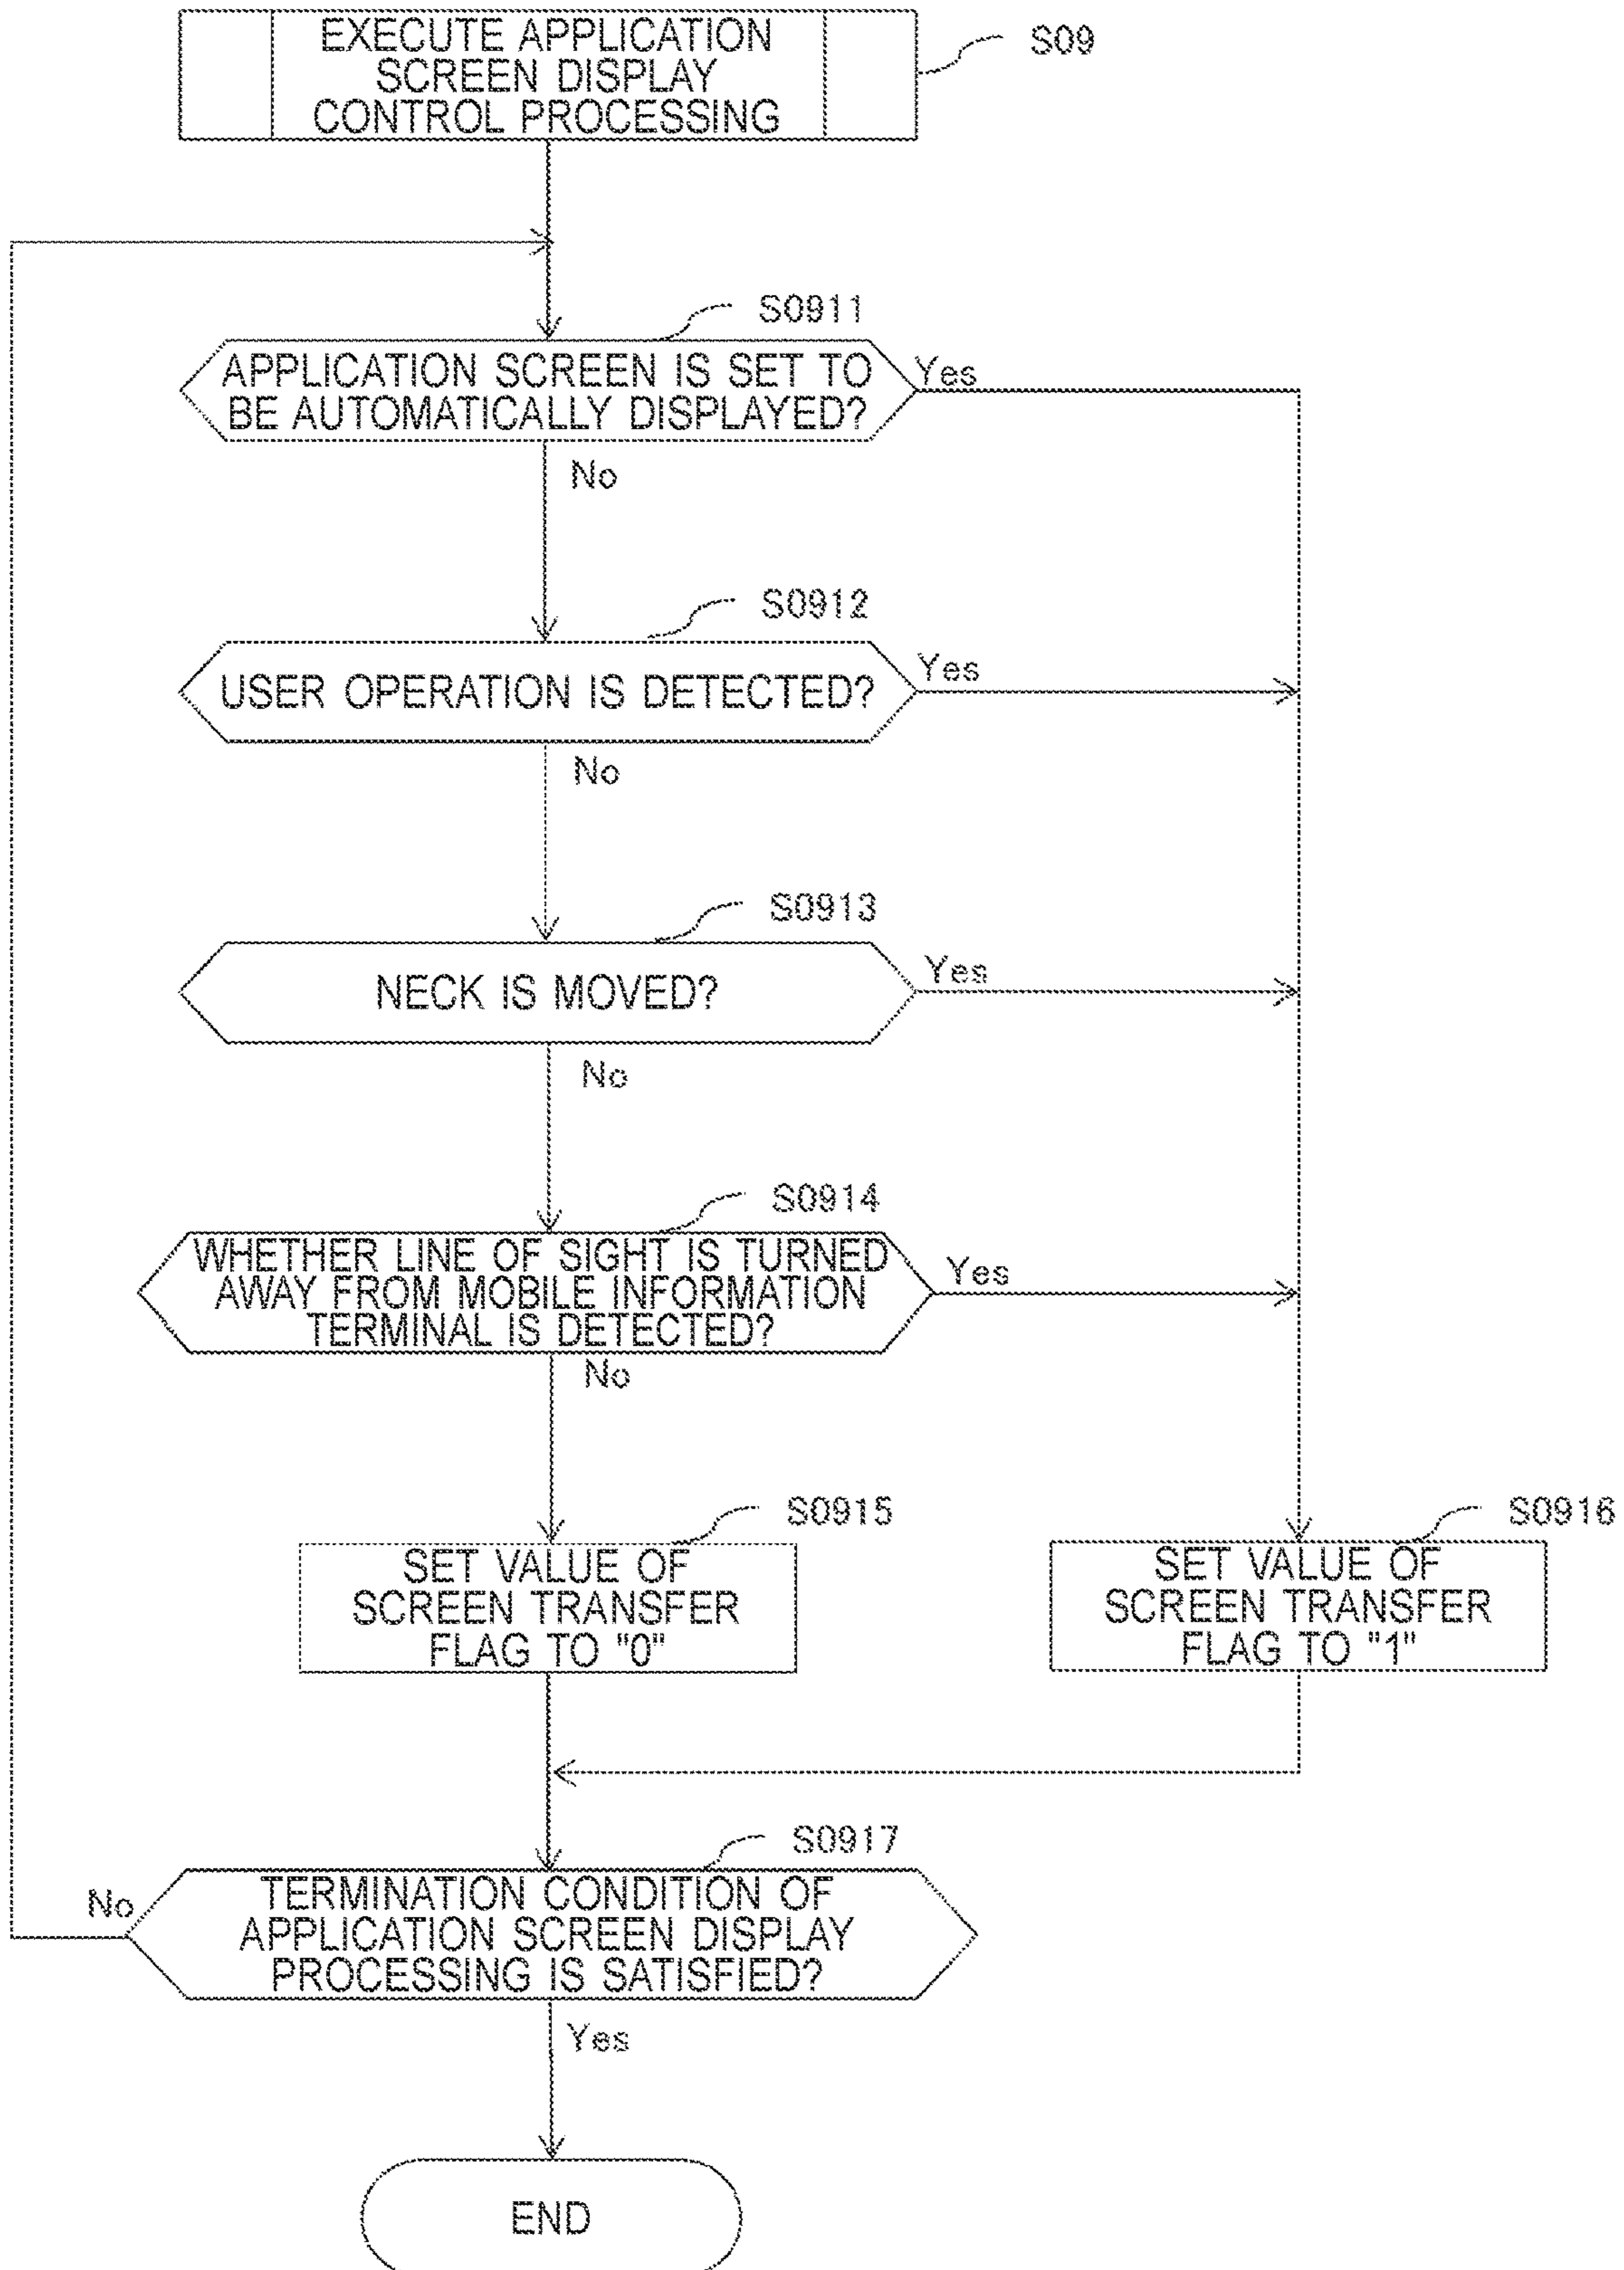 EXECUTE APPLICATION
SCREEN DISPLAY
CONTROL PROCESSING
S09
S0911
APPLICATION SCREEN IS SET TO
BE AUTOMATICALLY DISPLAYED?
Yes
No
S0912
USER OPERATION IS DETECTED?
Yes
No
S0913
NECK IS MOVED?
Yes
No
S0914
WHETHER LINE OF SIGHT IS TURNED
AWAY FROM MOBILE INFORMATION
TERMINAL IS DETECTED?
Yes
No
S0915
SET VALUE OF
SCREEN TRANSFER
FLAG TO "0"
S0916
SET VALUE OF
SCREEN TRANSFER
FLAG TO "1"
S0917
No
TERMINATION CONDITION OF
APPLICATION SCREEN DISPLAY
PROCESSING IS SATISFIED?
Yes
END